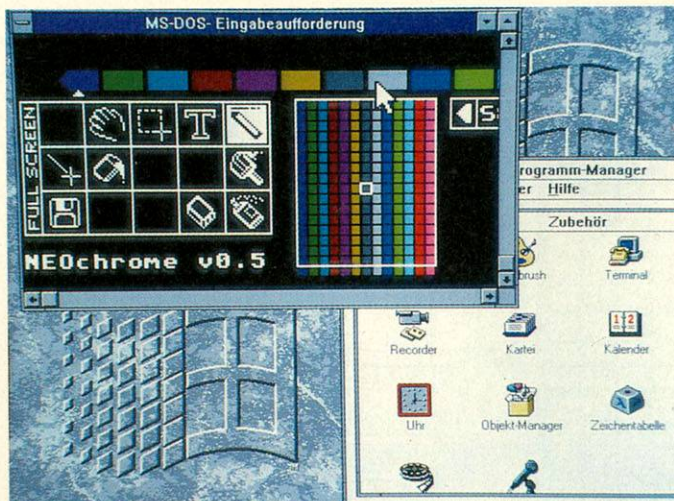 MS-DOS- Eingabeaufforderung
FULL SCREEN
T
S
NEOchrome v0.5
rogramm-Manager
er Hilfe
Zubehör
brush
Terminal
Recorder
Kartei
Kalender
Uhr
Objekt-Manager
Zeichentabelle